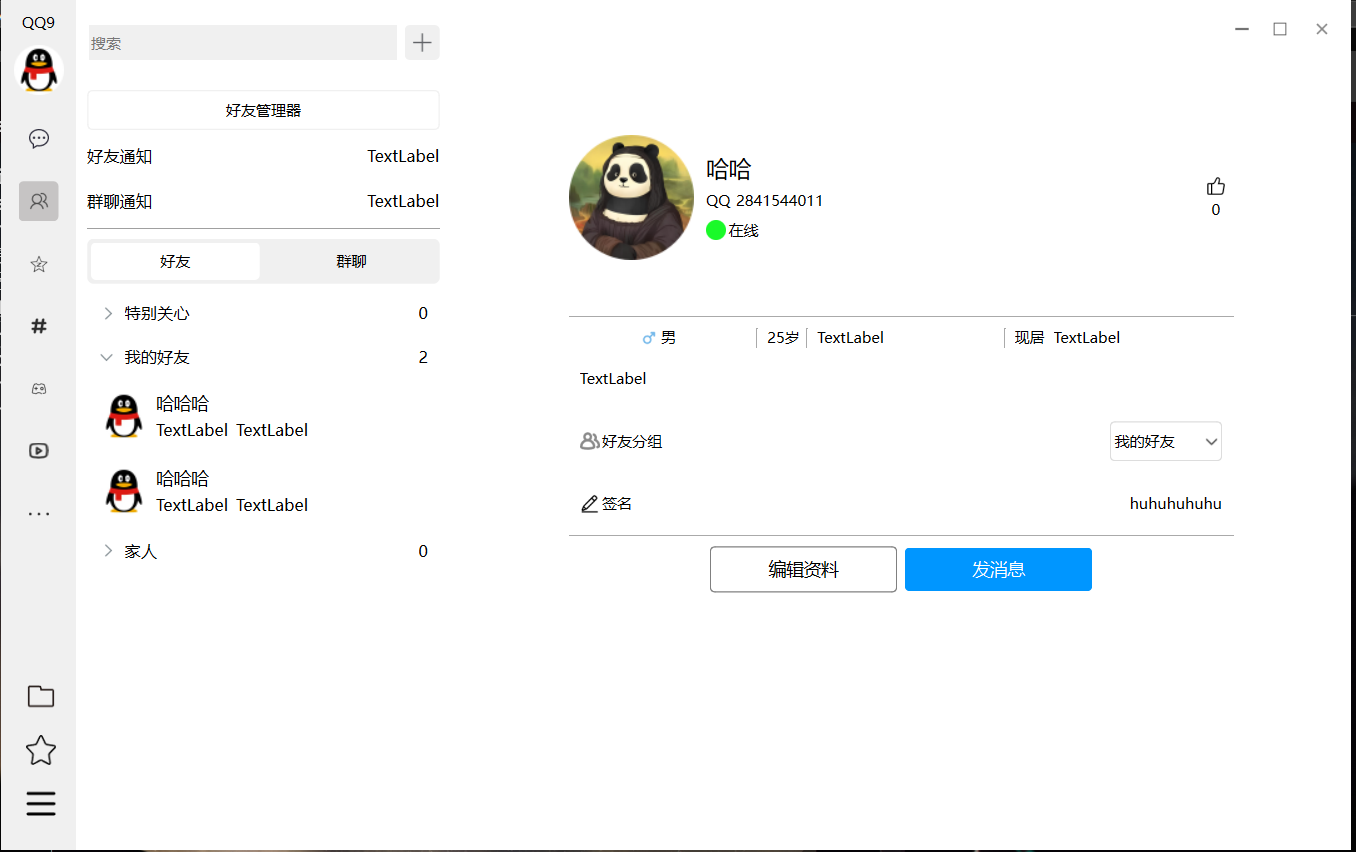 QQ9
搜索
好友管理器
好友通知 TextLabel
群聊通知 TextLabel
好友 群聊
特别关心 0
我的好友 2
哈哈哈
TextLabel TextLabel
哈哈哈
TextLabel TextLabel
家人 0
哈哈
QQ 2841544011
在线
0
男 25岁 TextLabel 现居 TextLabel
TextLabel
好友分组 我的好友
签名 huhuhuhuhu
编辑资料 发消息